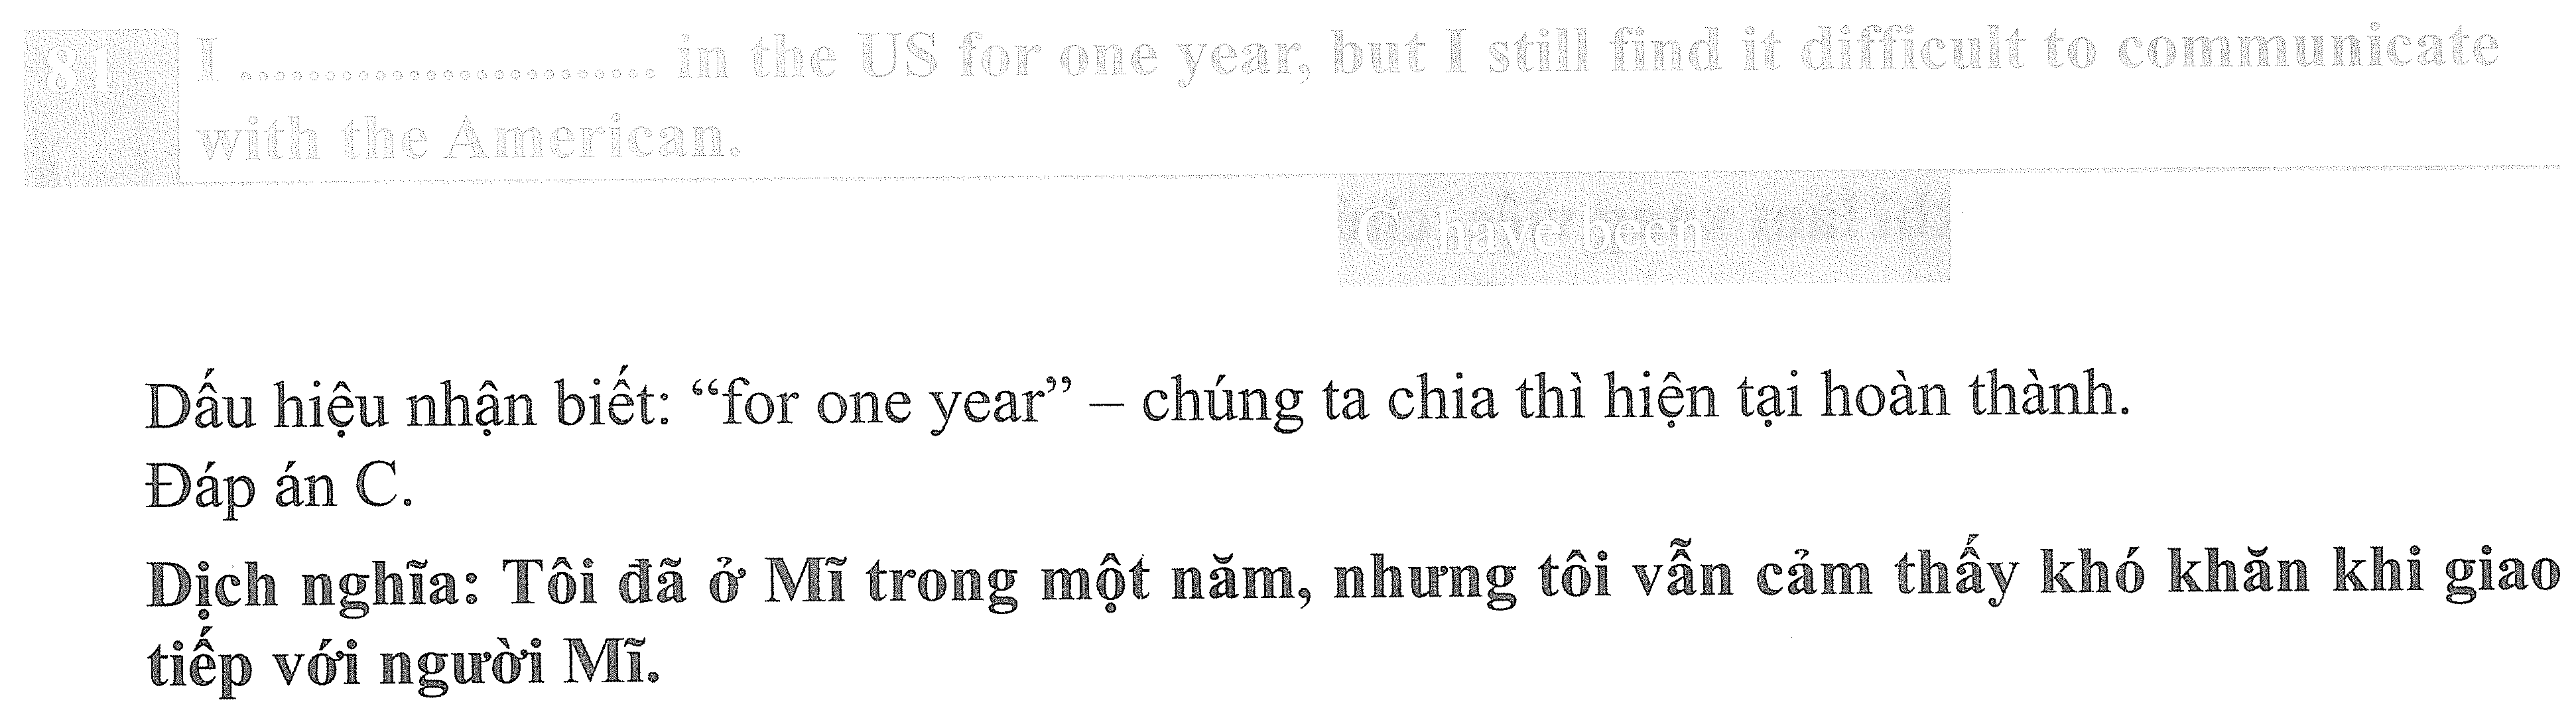 81 I ........................ in the US for one year, but I still find it difficult to communicate
with the American.
C. have been
Dấu hiệu nhận biết: “for one year” – chúng ta chia thì hiện tại hoàn thành.
Đáp án C.
Dịch nghĩa: Tôi đã ở Mĩ trong một năm, nhưng tôi vẫn cảm thấy khó khăn khi giao
tiếp với người Mĩ.